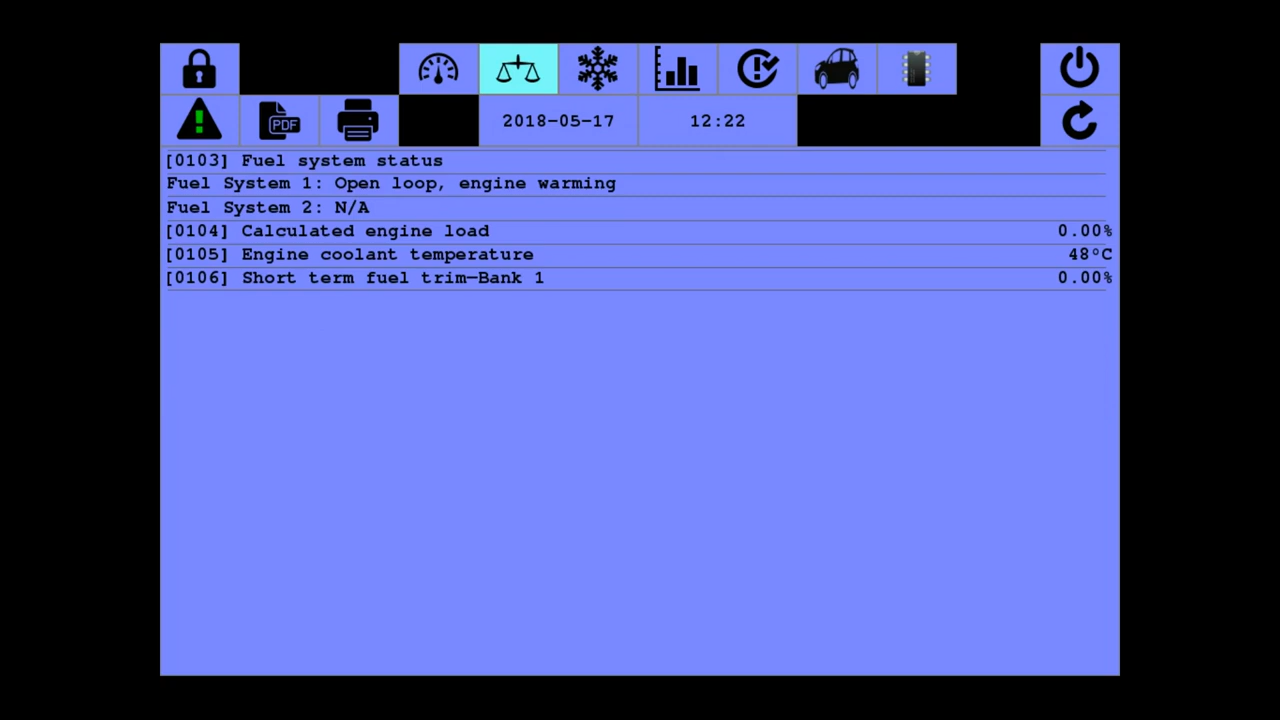 PDF
2018-05-17
12:22
[0103] Fuel system status
Fuel System 1: Open loop, engine warming
Fuel System 2: N/A
[0104] Calculated engine load 0.00%
[0105] Engine coolant temperature 48°C
[0106] Short term fuel trim-Bank 1 0.00%